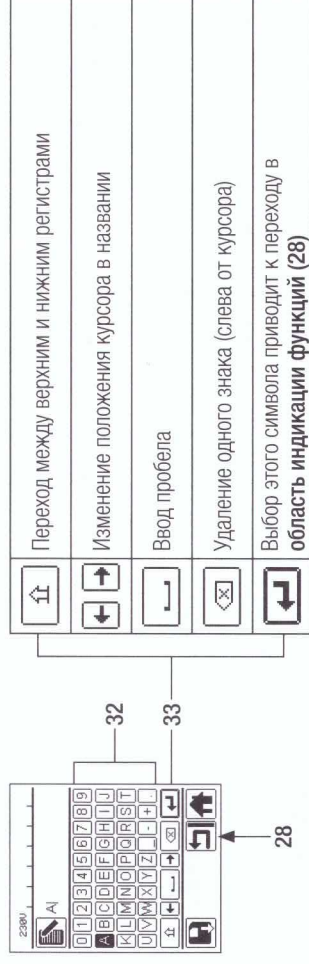 230V
A|
0 1 2 3 4 5 6 7 8 9
A B C D E F G H I J
K L M N O P Q R S T
U V W X Y Z _ - + .
32
33
28
Переход между верхним и нижним регистрами
Изменение положения курсора в названии
Ввод пробела
Удаление одного знака (слева от курсора)
Выбор этого символа приводит к переходу в
область индикации функций (28)